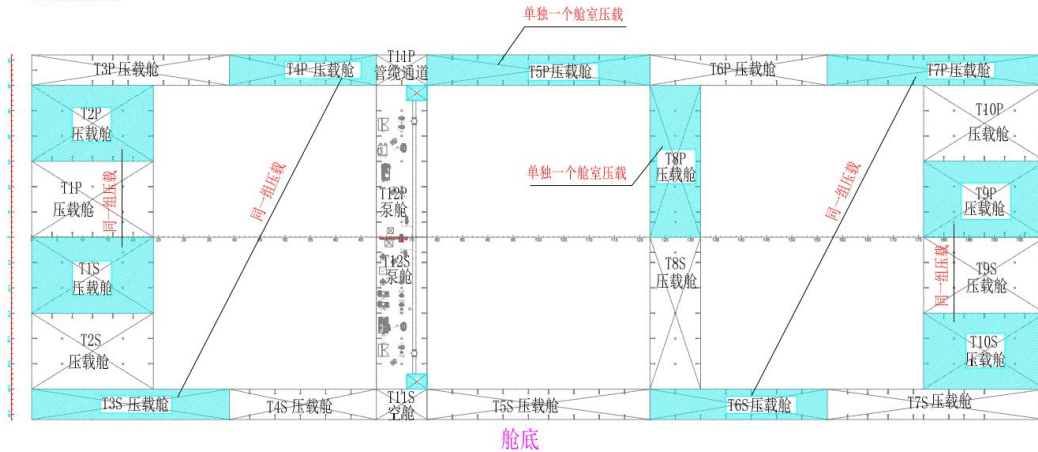 单独一个舱室压载
T3P 压载舱
T4P 压载舱
T11P
管缆通道
T5P压载舱
T6P 压载舱
T7P压载舱
T2P
压载舱
T10P
压载舱
T8P
压载舱
单独一个舱室压载
T1P
压载舱
同一组压载
同一组压载
T12P
泵舱
同一组压载
T9P
压载舱
T1S
压载舱
T12S
泵舱
T8S
压载舱
T9S
压载舱
同一组压载
T2S
压载舱
T10S
压载舱
T3S 压载舱
T4S 压载舱
T11S
空舱
T5S 压载舱
T6S 压载舱
T7S 压载舱
舱底